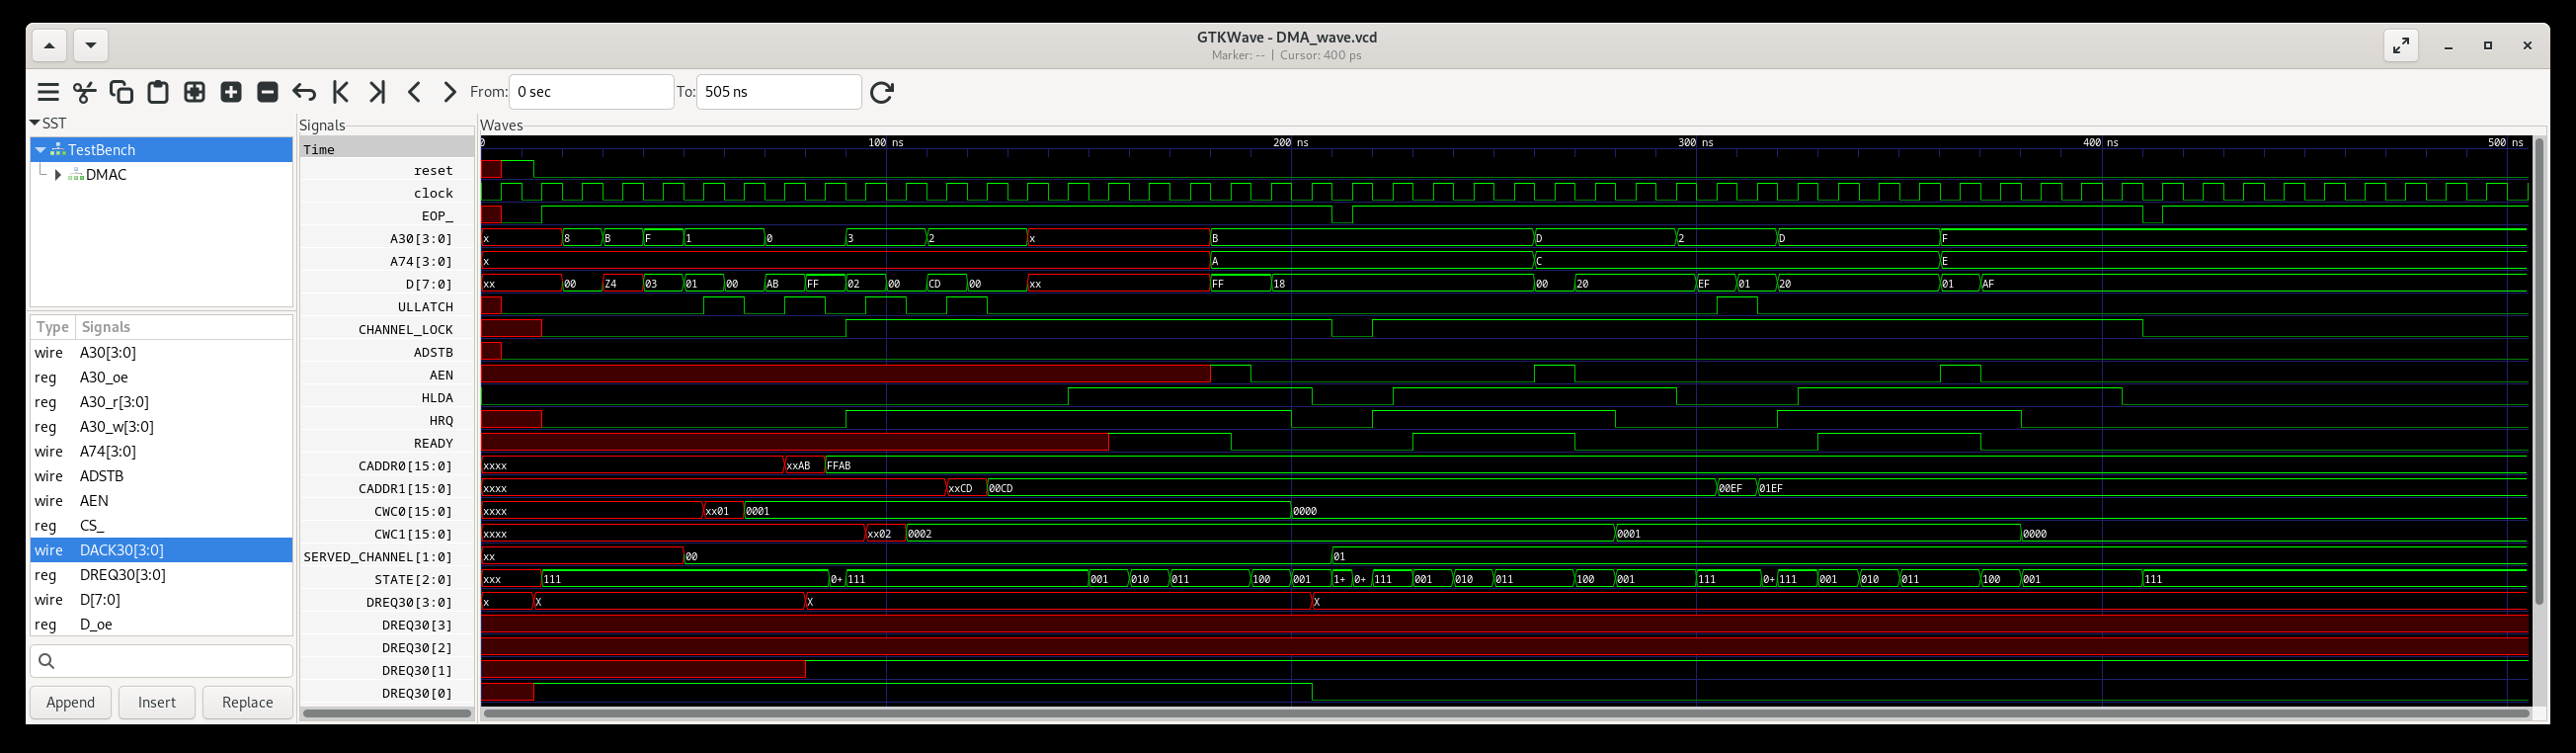 GTKWave - DMA_wave.vcd
Marker: -- | Cursor: 400 ps
From: 0 sec To: 505 ns
SST
TestBench
DMAC
Type Signals
wire A30[3:0]
reg A30_oe
reg A30_r[3:0]
reg A30_w[3:0]
wire A74[3:0]
wire ADSTB
wire AEN
reg CS_
wire DACK30[3:0]
reg DREQ30[3:0]
wire D[7:0]
reg D_oe
Append Insert Replace
Signals
Time
reset
clock
EOP_
A30[3:0]
A74[3:0]
D[7:0]
ULLATCH
CHANNEL_LOCK
ADSTB
AEN
HLDA
HRQ
READY
CADDR0[15:0]
CADDR1[15:0]
CWC0[15:0]
CWC1[15:0]
SERVED_CHANNEL[1:0]
STATE[2:0]
DREQ30[3:0]
DREQ30[3]
DREQ30[2]
DREQ30[1]
DREQ30[0]
Waves
0 100 ns 200 ns 300 ns 400 ns 500 ns
x 8 B F 1 0 3 2 x B D 2 D F
x A C E
xx 00 Z4 03 01 00 AB FF 02 00 CD 00 xx FF 18 00 20 EF 01 20 01 AF
xxxx xxAB FFAB
xxxx xxCD 00CD 00EF 01EF
xxxx xx01 0001 0000
xxxx xx02 0002 0001 0000
xx 00 01
xxx 111 0+ 111 001 010 011 100 001 1+ 0+ 111 001 010 011 100 001 111 0+ 111 001 010 011 100 001 111
x X X X